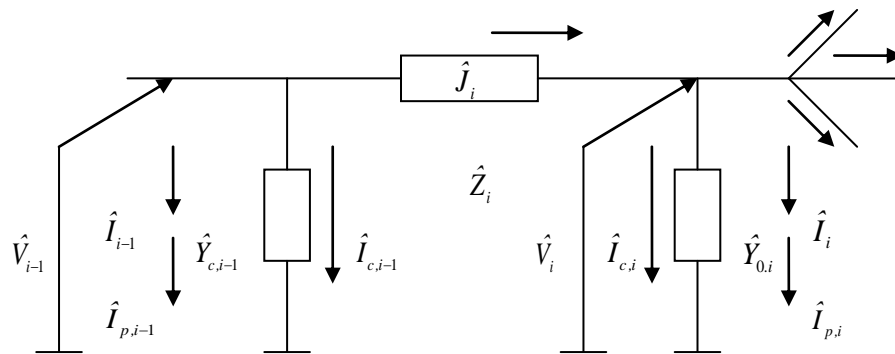 Ĵ_i
Ẑ_i
V̂_{i-1}
Î_{i-1}
Î_{p,i-1}
Ŷ_{c,i-1}
Î_{c,i-1}
V̂_i
Î_{c,i}
Ŷ_{0.i}
Î_i
Î_{p,i}